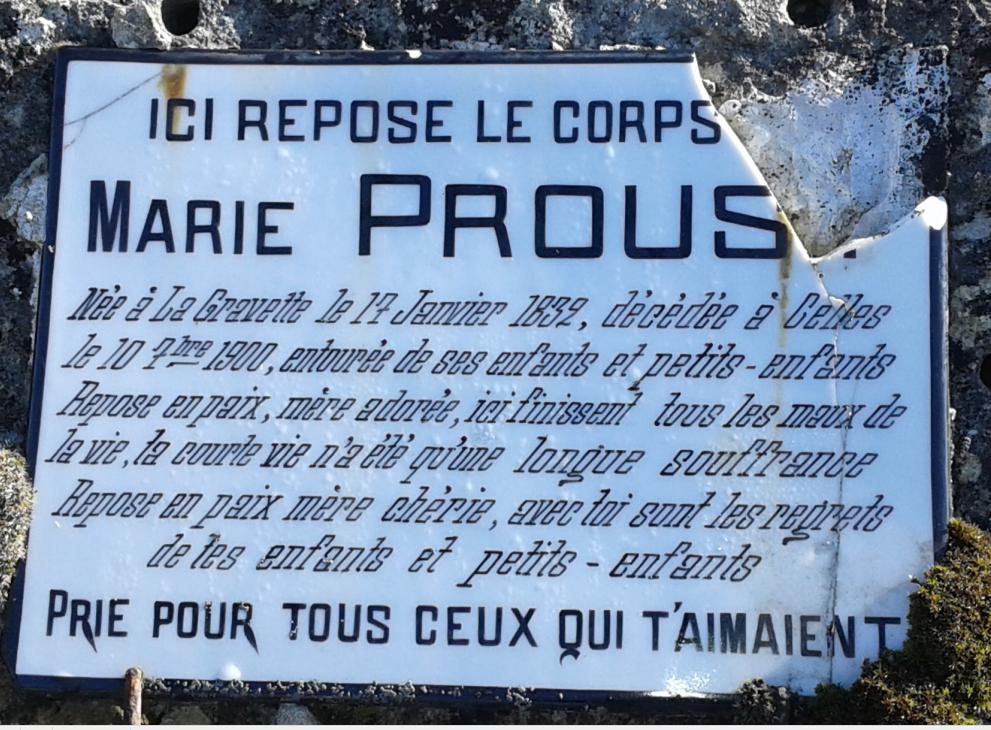 ICI REPOSE LE CORPS
MARIE PROUS
Née à La Gravette le 17 Janvier 1832, décédée à Celles
le 10 7bre 1900, entourée de ses enfants et petits-enfants
Repose en paix, mère adorée, ici finissent tous les maux de
la vie, ta courte vie n'a été qu'une longue souffrance
Repose en paix mère chérie, avec toi sont les regrets
de tes enfants et petits-enfants
PRIE POUR TOUS CEUX QUI T'AIMAIENT